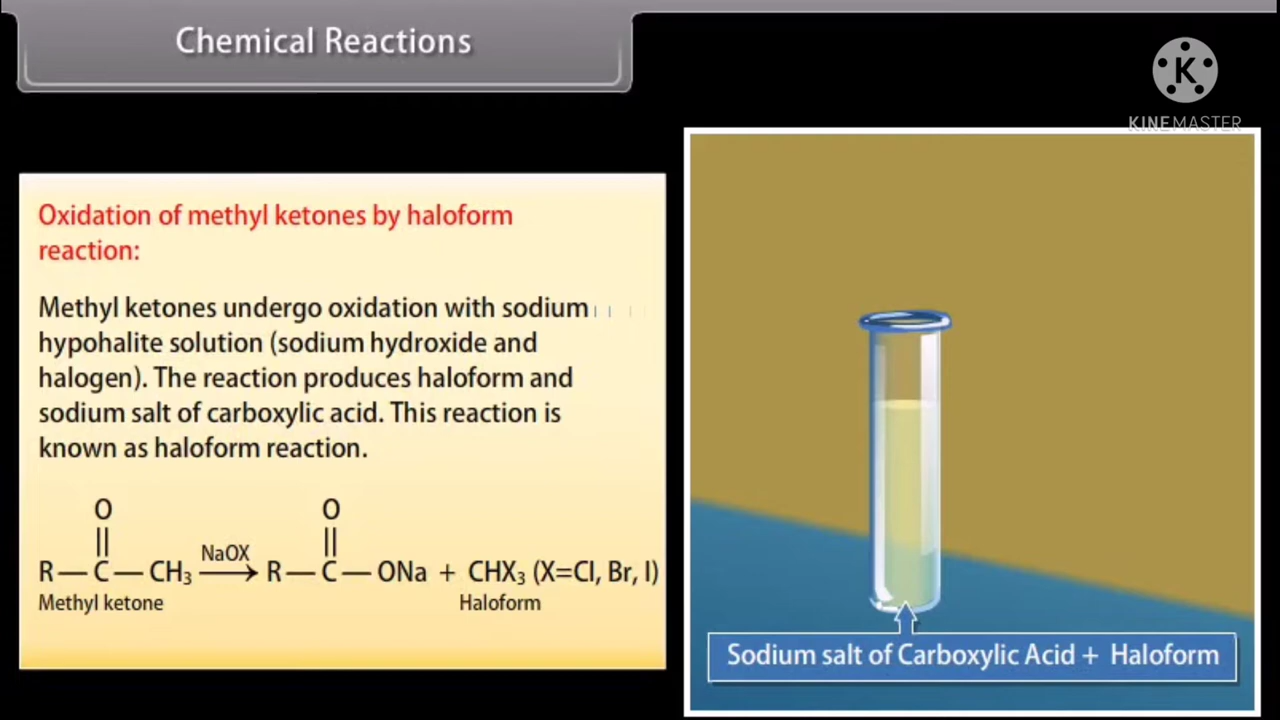 Chemical Reactions
K
KINEMASTER
Oxidation of methyl ketones by haloform
reaction:
Methyl ketones undergo oxidation with sodium
hypohalite solution (sodium hydroxide and
halogen). The reaction produces haloform and
sodium salt of carboxylic acid. This reaction is
known as haloform reaction.
O O
|| ||
R — C — CH₃ NaOX ⟶ R — C — ONa + CHX₃ (X=Cl, Br, I)
Methyl ketone Haloform
Sodium salt of Carboxylic Acid + Haloform